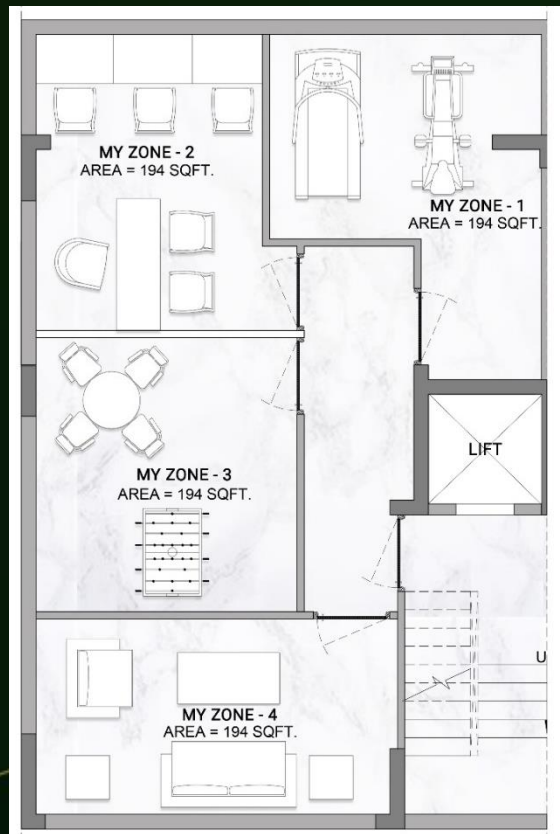 MY ZONE - 2
AREA = 194 SQFT.
MY ZONE - 1
AREA = 194 SQFT.
LIFT
MY ZONE - 3
AREA = 194 SQFT.
U
MY ZONE - 4
AREA = 194 SQFT.